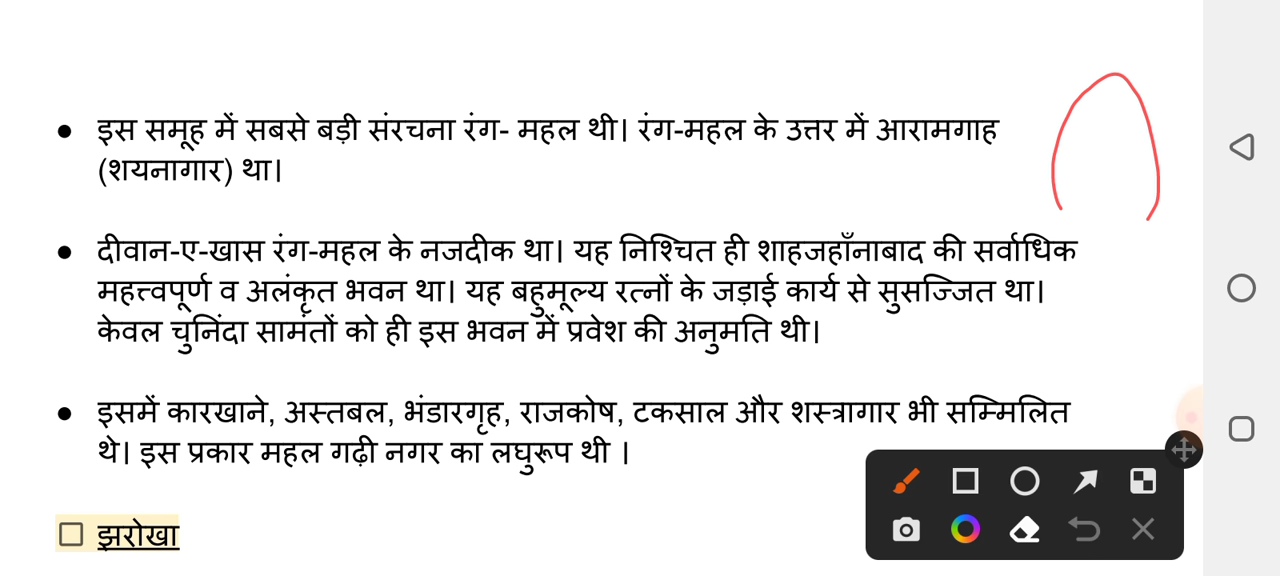 ● इस समूह में सबसे बड़ी संरचना रंग- महल थी। रंग-महल के उत्तर में आरामगाह
(शयनागार) था।
● दीवान-ए-खास रंग-महल के नजदीक था। यह निश्चित ही शाहजहाँनाबाद की सर्वाधिक
महत्त्वपूर्ण व अलंकृत भवन था। यह बहुमूल्य रत्नों के जड़ाई कार्य से सुसज्जित था।
केवल चुनिंदा सामंतों को ही इस भवन में प्रवेश की अनुमति थी।
● इसमें कारखाने, अस्तबल, भंडारगृह, राजकोष, टकसाल और शस्त्रागार भी सम्मिलित
थे। इस प्रकार महल गढ़ी नगर का लघुरूप थी ।
झरोखा